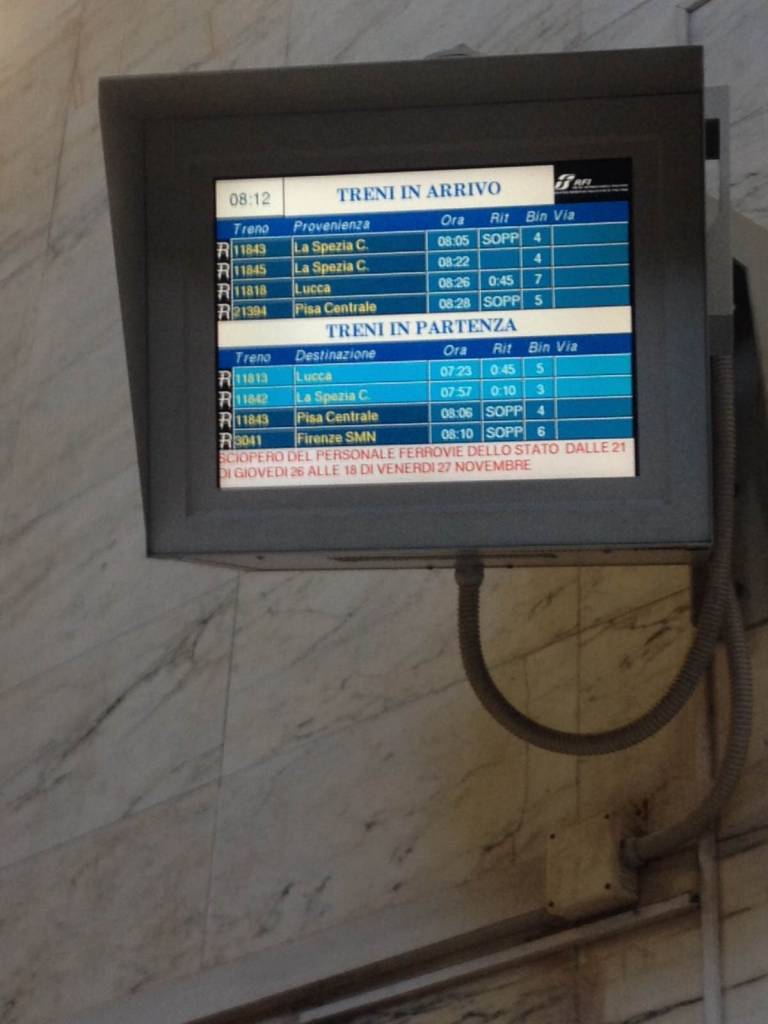 08:12 TRENI IN ARRIVO RFI
Treno Provenienza Ora Rit Bin Via
R 11843 La Spezia C. 08:05 SOPP 4
R 11845 La Spezia C. 08:22 4
R 11818 Lucca 08:26 0:45 7
R 21394 Pisa Centrale 08:28 SOPP 5
TRENI IN PARTENZA
Treno Destinazione Ora Rit Bin Via
R 11813 Lucca 07:23 0:45 5
R 11842 La Spezia C. 07:57 0:10 3
R 11843 Pisa Centrale 08:06 SOPP 4
R 3041 Firenze SMN 08:10 SOPP 6
SCIOPERO DEL PERSONALE FERROVIE DELLO STATO DALLE 21
DI GIOVEDI 26 ALLE 18 DI VENERDI 27 NOVEMBRE